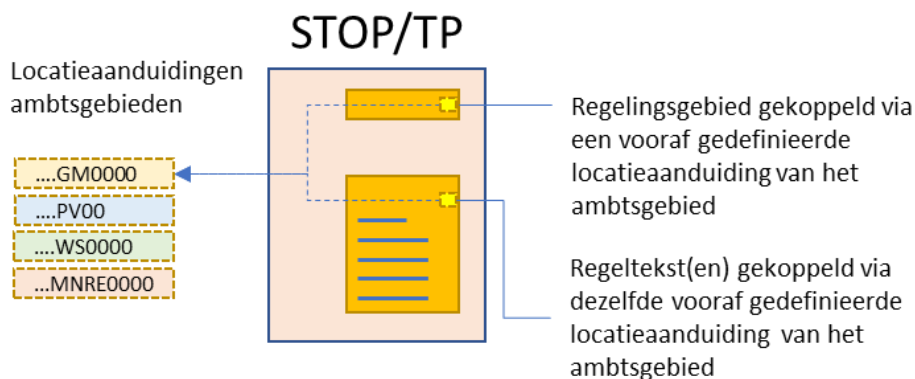 STOP/TP
Locatieaanduidingen
ambtsgebieden
....GM0000
....PV00
....WS0000
...MNRE0000
Regelingsgebied gekoppeld via
een vooraf gedefinieerde
locatieaanduiding van het
ambtsgebied
Regeltekst(en) gekoppeld via
dezelfde vooraf gedefinieerde
locatieaanduiding van het
ambtsgebied